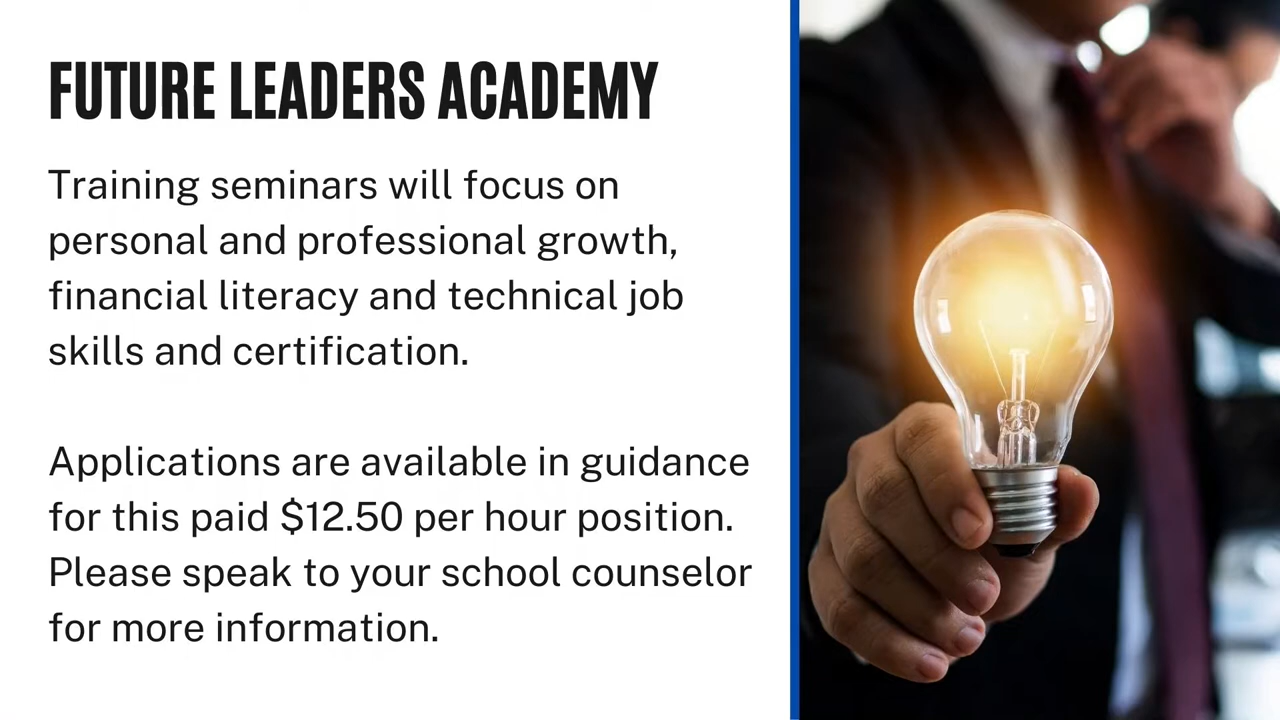 FUTURE LEADERS ACADEMY
Training seminars will focus on
personal and professional growth,
financial literacy and technical job
skills and certification.
Applications are available in guidance
for this paid $12.50 per hour position.
Please speak to your school counselor
for more information.